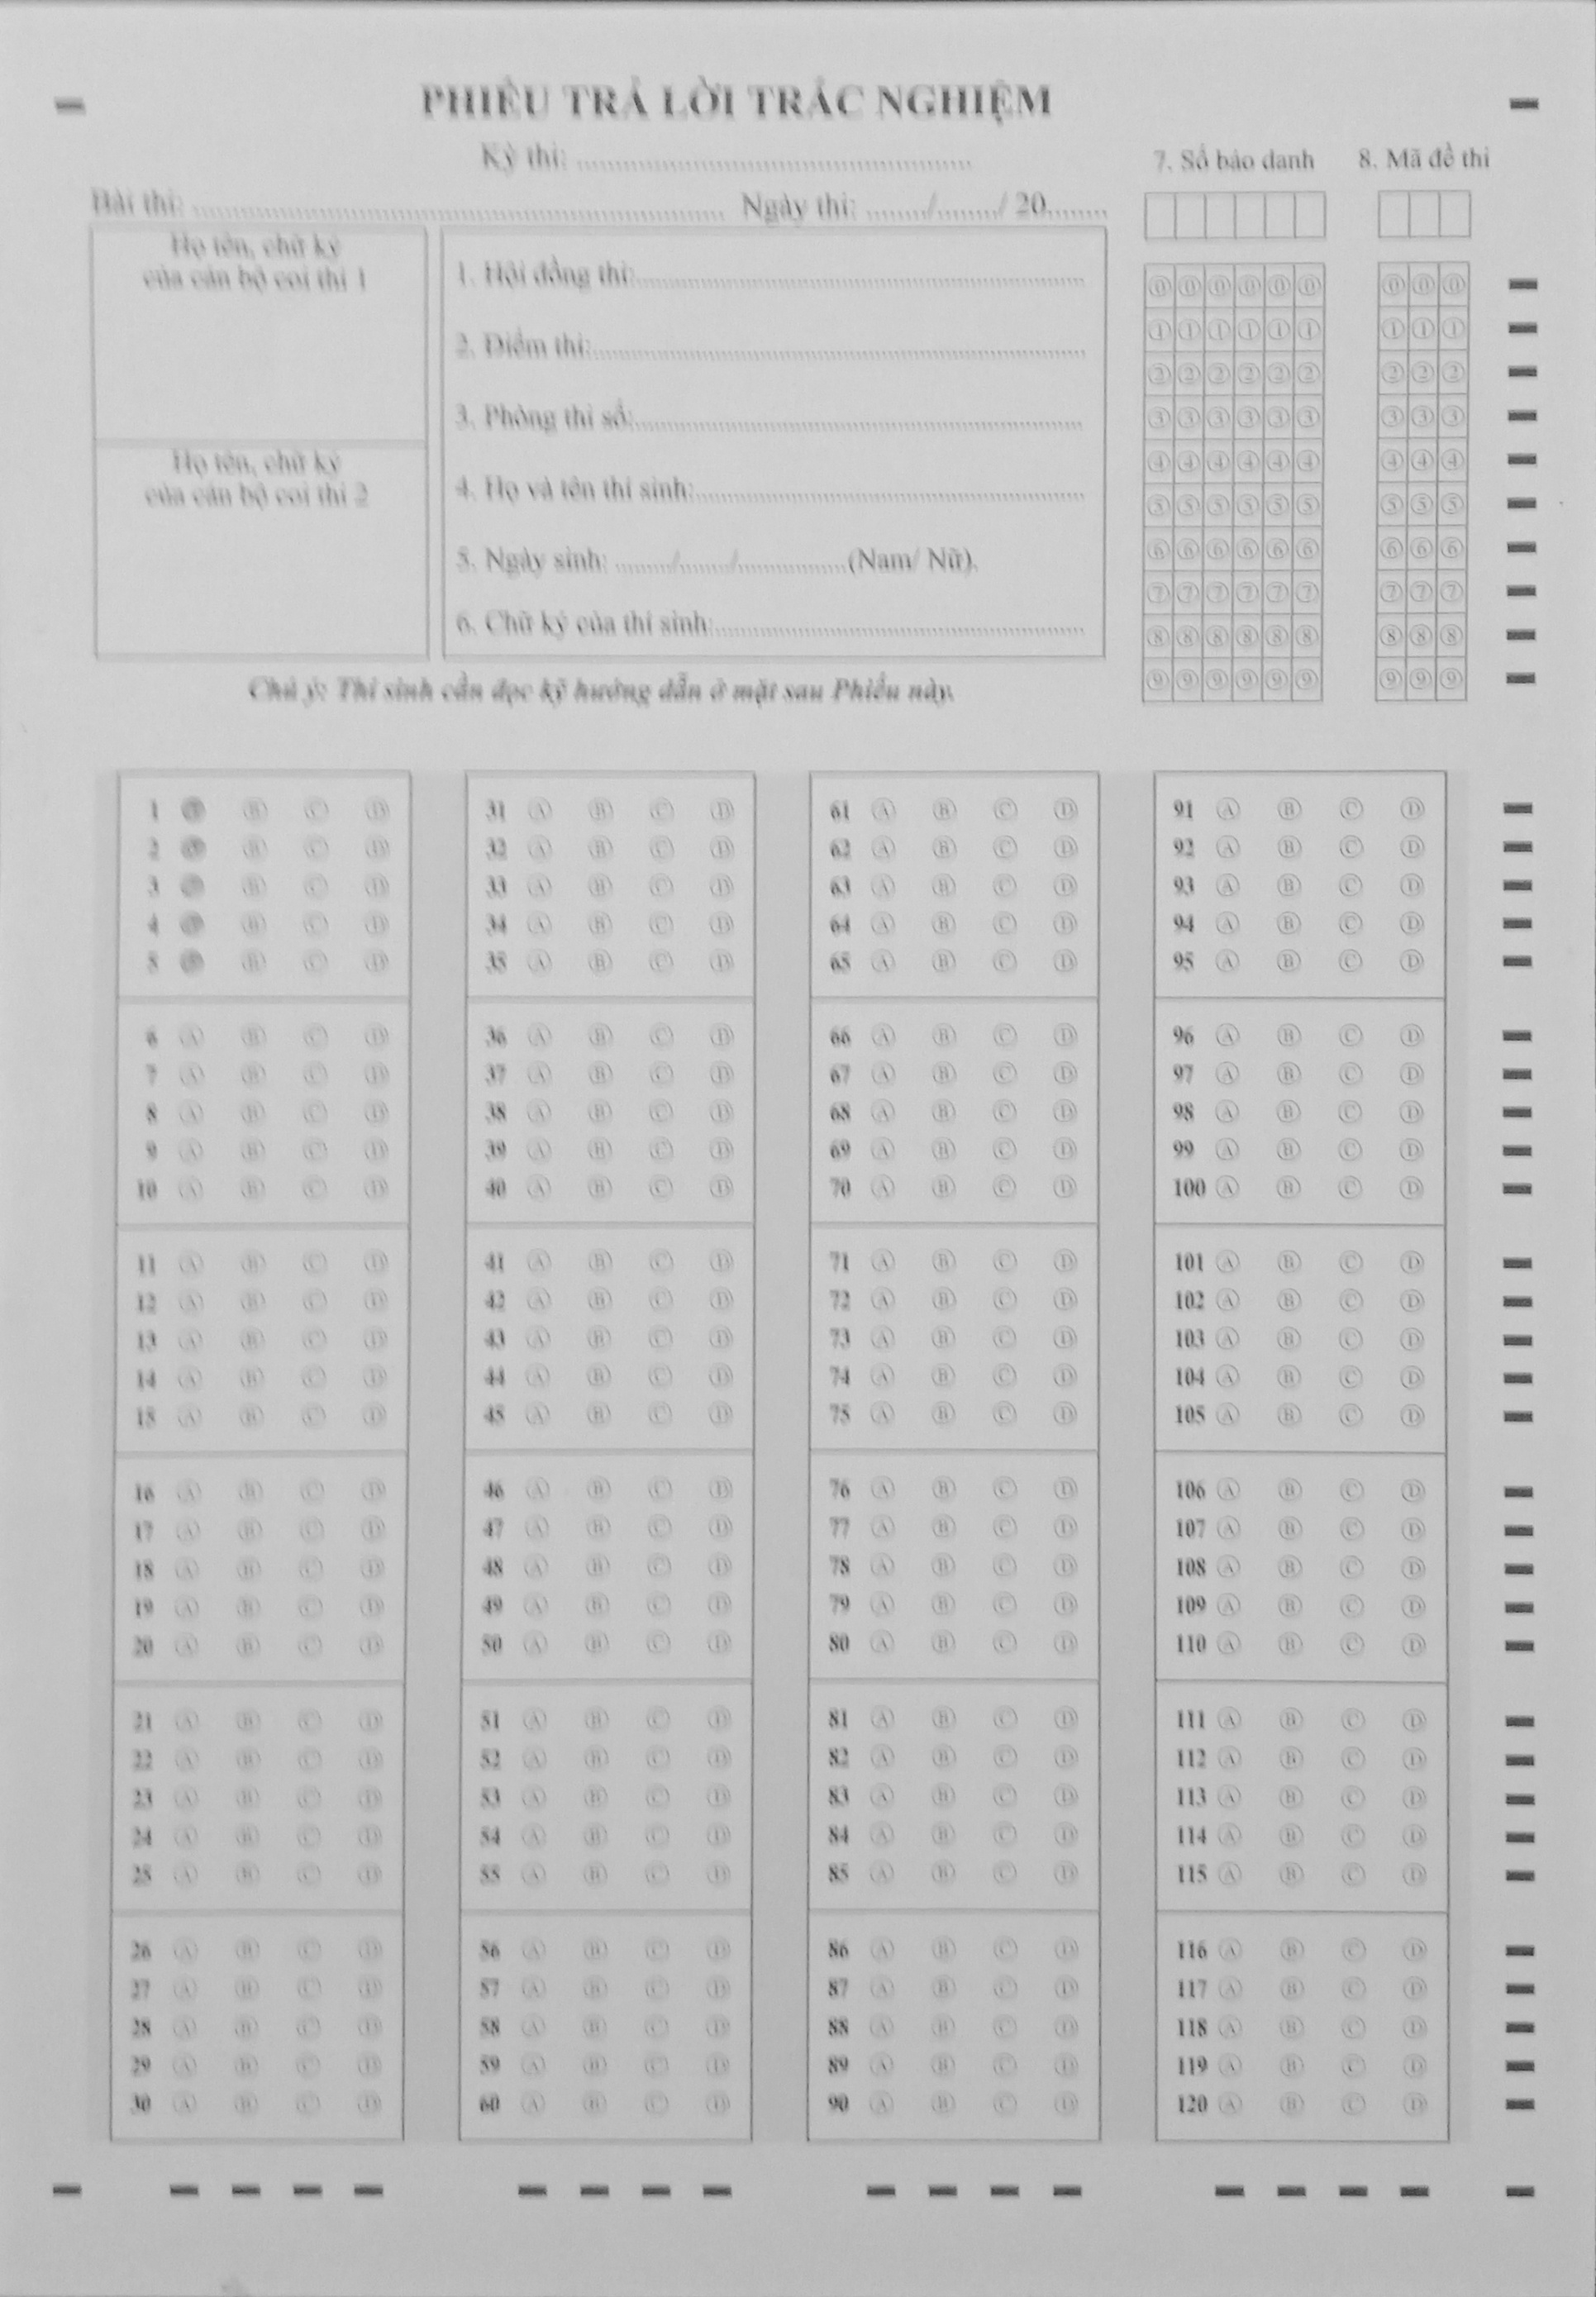 PHIẾU TRẢ LỜI TRẮC NGHIỆM
Kỳ thi: ................................................
Bài thi: ................................................................ Ngày thi: ......../......../ 20........
7. Số báo danh
8. Mã đề thi
Họ tên, chữ ký
của cán bộ coi thi 1
Họ tên, chữ ký
của cán bộ coi thi 2
1. Hội đồng thi:................................................
2. Điểm thi:................................................
3. Phòng thi số:................................................
4. Họ và tên thí sinh:................................................
5. Ngày sinh: ......../......../................(Nam/ Nữ).
6. Chữ ký của thí sinh:................................................
0 0 0 0 0 0 0 0 0
1 1 1 1 1 1 1 1 1
2 2 2 2 2 2 2 2 2
3 3 3 3 3 3 3 3 3
4 4 4 4 4 4 4 4 4
5 5 5 5 5 5 5 5 5
6 6 6 6 6 6 6 6 6
7 7 7 7 7 7 7 7 7
8 8 8 8 8 8 8 8 8
9 9 9 9 9 9 9 9 9
Chú ý: Thí sinh cần đọc kỹ hướng dẫn ở mặt sau Phiếu này.
1 B C D 31 A B C D 61 A B C D 91 A B C D
2 B C D 32 A B C D 62 A B C D 92 A B C D
3 B C D 33 A B C D 63 A B C D 93 A B C D
4 B C D 34 A B C D 64 A B C D 94 A B C D
5 B C D 35 A B C D 65 A B C D 95 A B C D
6 A B C D 36 A B C D 66 A B C D 96 A B C D
7 A B C D 37 A B C D 67 A B C D 97 A B C D
8 A B C D 38 A B C D 68 A B C D 98 A B C D
9 A B C D 39 A B C D 69 A B C D 99 A B C D
10 A B C D 40 A B C D 70 A B C D 100 A B C D
11 A B C D 41 A B C D 71 A B C D 101 A B C D
12 A B C D 42 A B C D 72 A B C D 102 A B C D
13 A B C D 43 A B C D 73 A B C D 103 A B C D
14 A B C D 44 A B C D 74 A B C D 104 A B C D
15 A B C D 45 A B C D 75 A B C D 105 A B C D
16 A B C D 46 A B C D 76 A B C D 106 A B C D
17 A B C D 47 A B C D 77 A B C D 107 A B C D
18 A B C D 48 A B C D 78 A B C D 108 A B C D
19 A B C D 49 A B C D 79 A B C D 109 A B C D
20 A B C D 50 A B C D 80 A B C D 110 A B C D
21 A B C D 51 A B C D 81 A B C D 111 A B C D
22 A B C D 52 A B C D 82 A B C D 112 A B C D
23 A B C D 53 A B C D 83 A B C D 113 A B C D
24 A B C D 54 A B C D 84 A B C D 114 A B C D
25 A B C D 55 A B C D 85 A B C D 115 A B C D
26 A B C D 56 A B C D 86 A B C D 116 A B C D
27 A B C D 57 A B C D 87 A B C D 117 A B C D
28 A B C D 58 A B C D 88 A B C D 118 A B C D
29 A B C D 59 A B C D 89 A B C D 119 A B C D
30 A B C D 60 A B C D 90 A B C D 120 A B C D